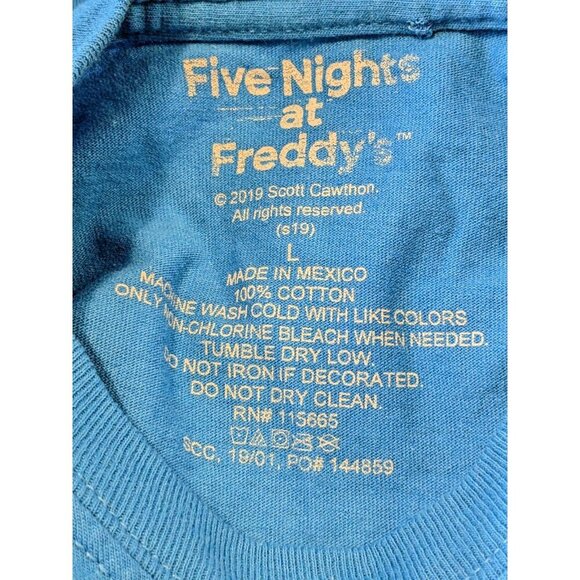 Five Nights
at
Freddy's™
© 2019 Scott Cawthon.
All rights reserved.
(s19)
L
MADE IN MEXICO
100% COTTON
MACHINE WASH COLD WITH LIKE COLORS
ONLY NON-CHLORINE BLEACH WHEN NEEDED.
TUMBLE DRY LOW.
DO NOT IRON IF DECORATED.
DO NOT DRY CLEAN.
RN# 115665
SCC, 19/01, PO# 144859